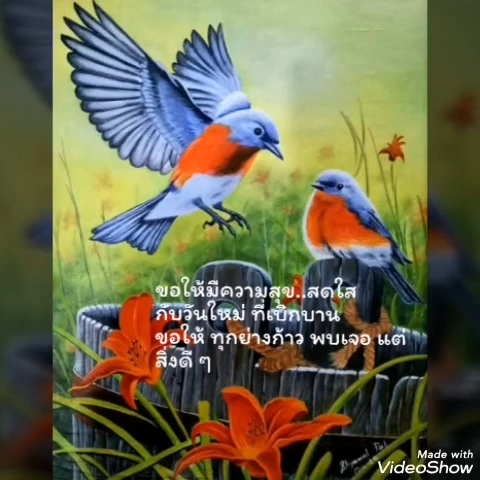 ขอให้มีความสุข..สดใส
กับวันใหม่ ที่เบิกบาน
ขอให้ ทุกย่างก้าว พบเจอ แต่
สิ่งดี ๆ
Made with
VideoShow